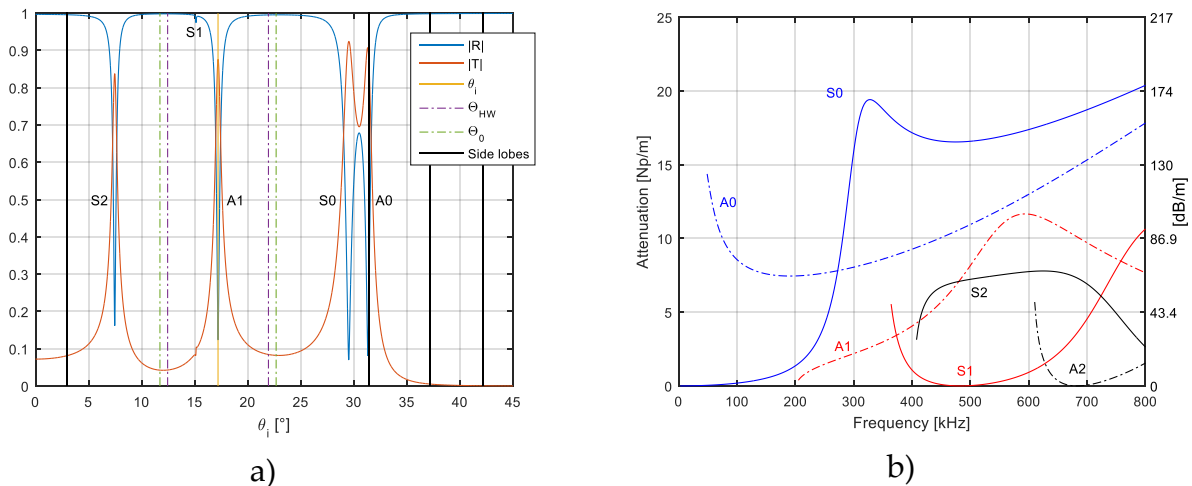 1
0.9
0.8
0.7
0.6
0.5
0.4
0.3
0.2
0.1
0
0 5 10 15 20 25 30 35 40 45
θi [°]
S1
S2
A1
S0
A0
|R|
|T|
θi
ΘHW
Θ0
Side lobes
a)
25
20
15
10
5
0
Attenuation [Np/m]
0 100 200 300 400 500 600 700 800
Frequency [kHz]
217
174
130
86.9
43.4
0
[dB/m]
S0
A0
A1
S2
S1
A2
b)